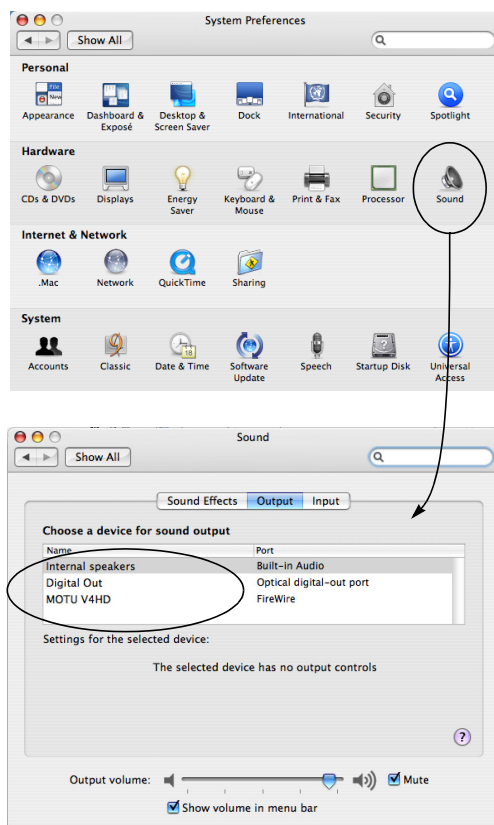 System Preferences
Show All
Personal
File
New
Appearance Dashboard & Exposé Desktop & Screen Saver Dock International Security Spotlight
Hardware
CDs & DVDs Displays Energy Saver Keyboard & Mouse Print & Fax Processor Sound
Internet & Network
.Mac Network QuickTime Sharing
System
18
?
Accounts Classic Date & Time Software Update Speech Startup Disk Universal Access
Sound
Show All
Sound Effects Output Input
Choose a device for sound output
Name Port
Internal speakers Built-in Audio
Digital Out Optical digital-out port
MOTU V4HD FireWire
Settings for the selected device:
The selected device has no output controls
?
Output volume: Mute
Show volume in menu bar